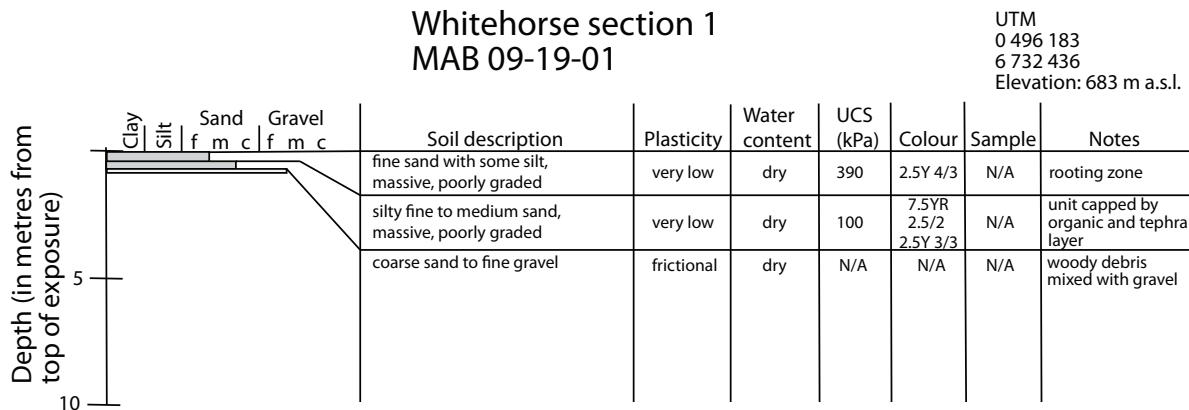 Whitehorse section 1
MAB 09-19-01
UTM
0 496 183
6 732 436
Elevation: 683 m a.s.l.
Depth (in metres from
top of exposure)
Clay
Silt
Sand
f m c
Gravel
f m c
Soil description
Plasticity
Water
content
UCS
(kPa)
Colour
Sample
Notes
fine sand with some silt,
massive, poorly graded
very low
dry
390
2.5Y 4/3
N/A
rooting zone
silty fine to medium sand,
massive, poorly graded
very low
dry
100
7.5YR
2.5/2
2.5Y 3/3
N/A
unit capped by
organic and tephra
layer
coarse sand to fine gravel
frictional
dry
N/A
N/A
N/A
woody debris
mixed with gravel
5
10